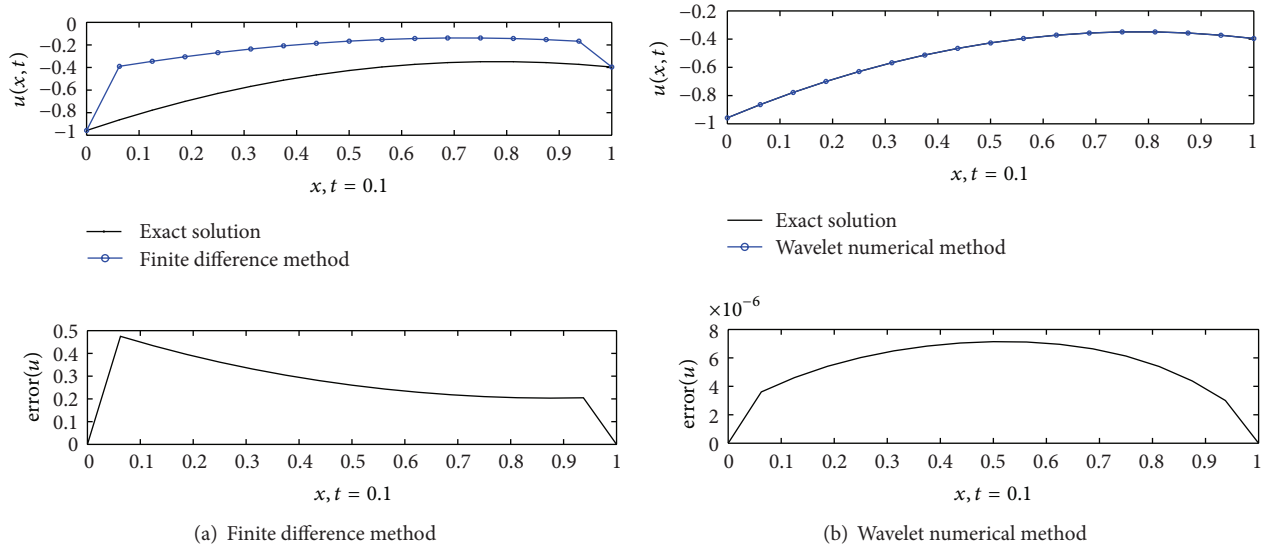 0
−0.2
−0.4
−0.6
−0.8
−1
u(x, t)
0 0.1 0.2 0.3 0.4 0.5 0.6 0.7 0.8 0.9 1
x, t = 0.1
Exact solution
Finite difference method
0.5
0.4
0.3
0.2
0.1
0
error(u)
0 0.1 0.2 0.3 0.4 0.5 0.6 0.7 0.8 0.9 1
x, t = 0.1
(a) Finite difference method
−0.2
−0.4
−0.6
−0.8
−1
u(x, t)
0 0.1 0.2 0.3 0.4 0.5 0.6 0.7 0.8 0.9 1
x, t = 0.1
Exact solution
Wavelet numerical method
×10−6
8
6
4
2
0
error(u)
0 0.1 0.2 0.3 0.4 0.5 0.6 0.7 0.8 0.9 1
x, t = 0.1
(b) Wavelet numerical method